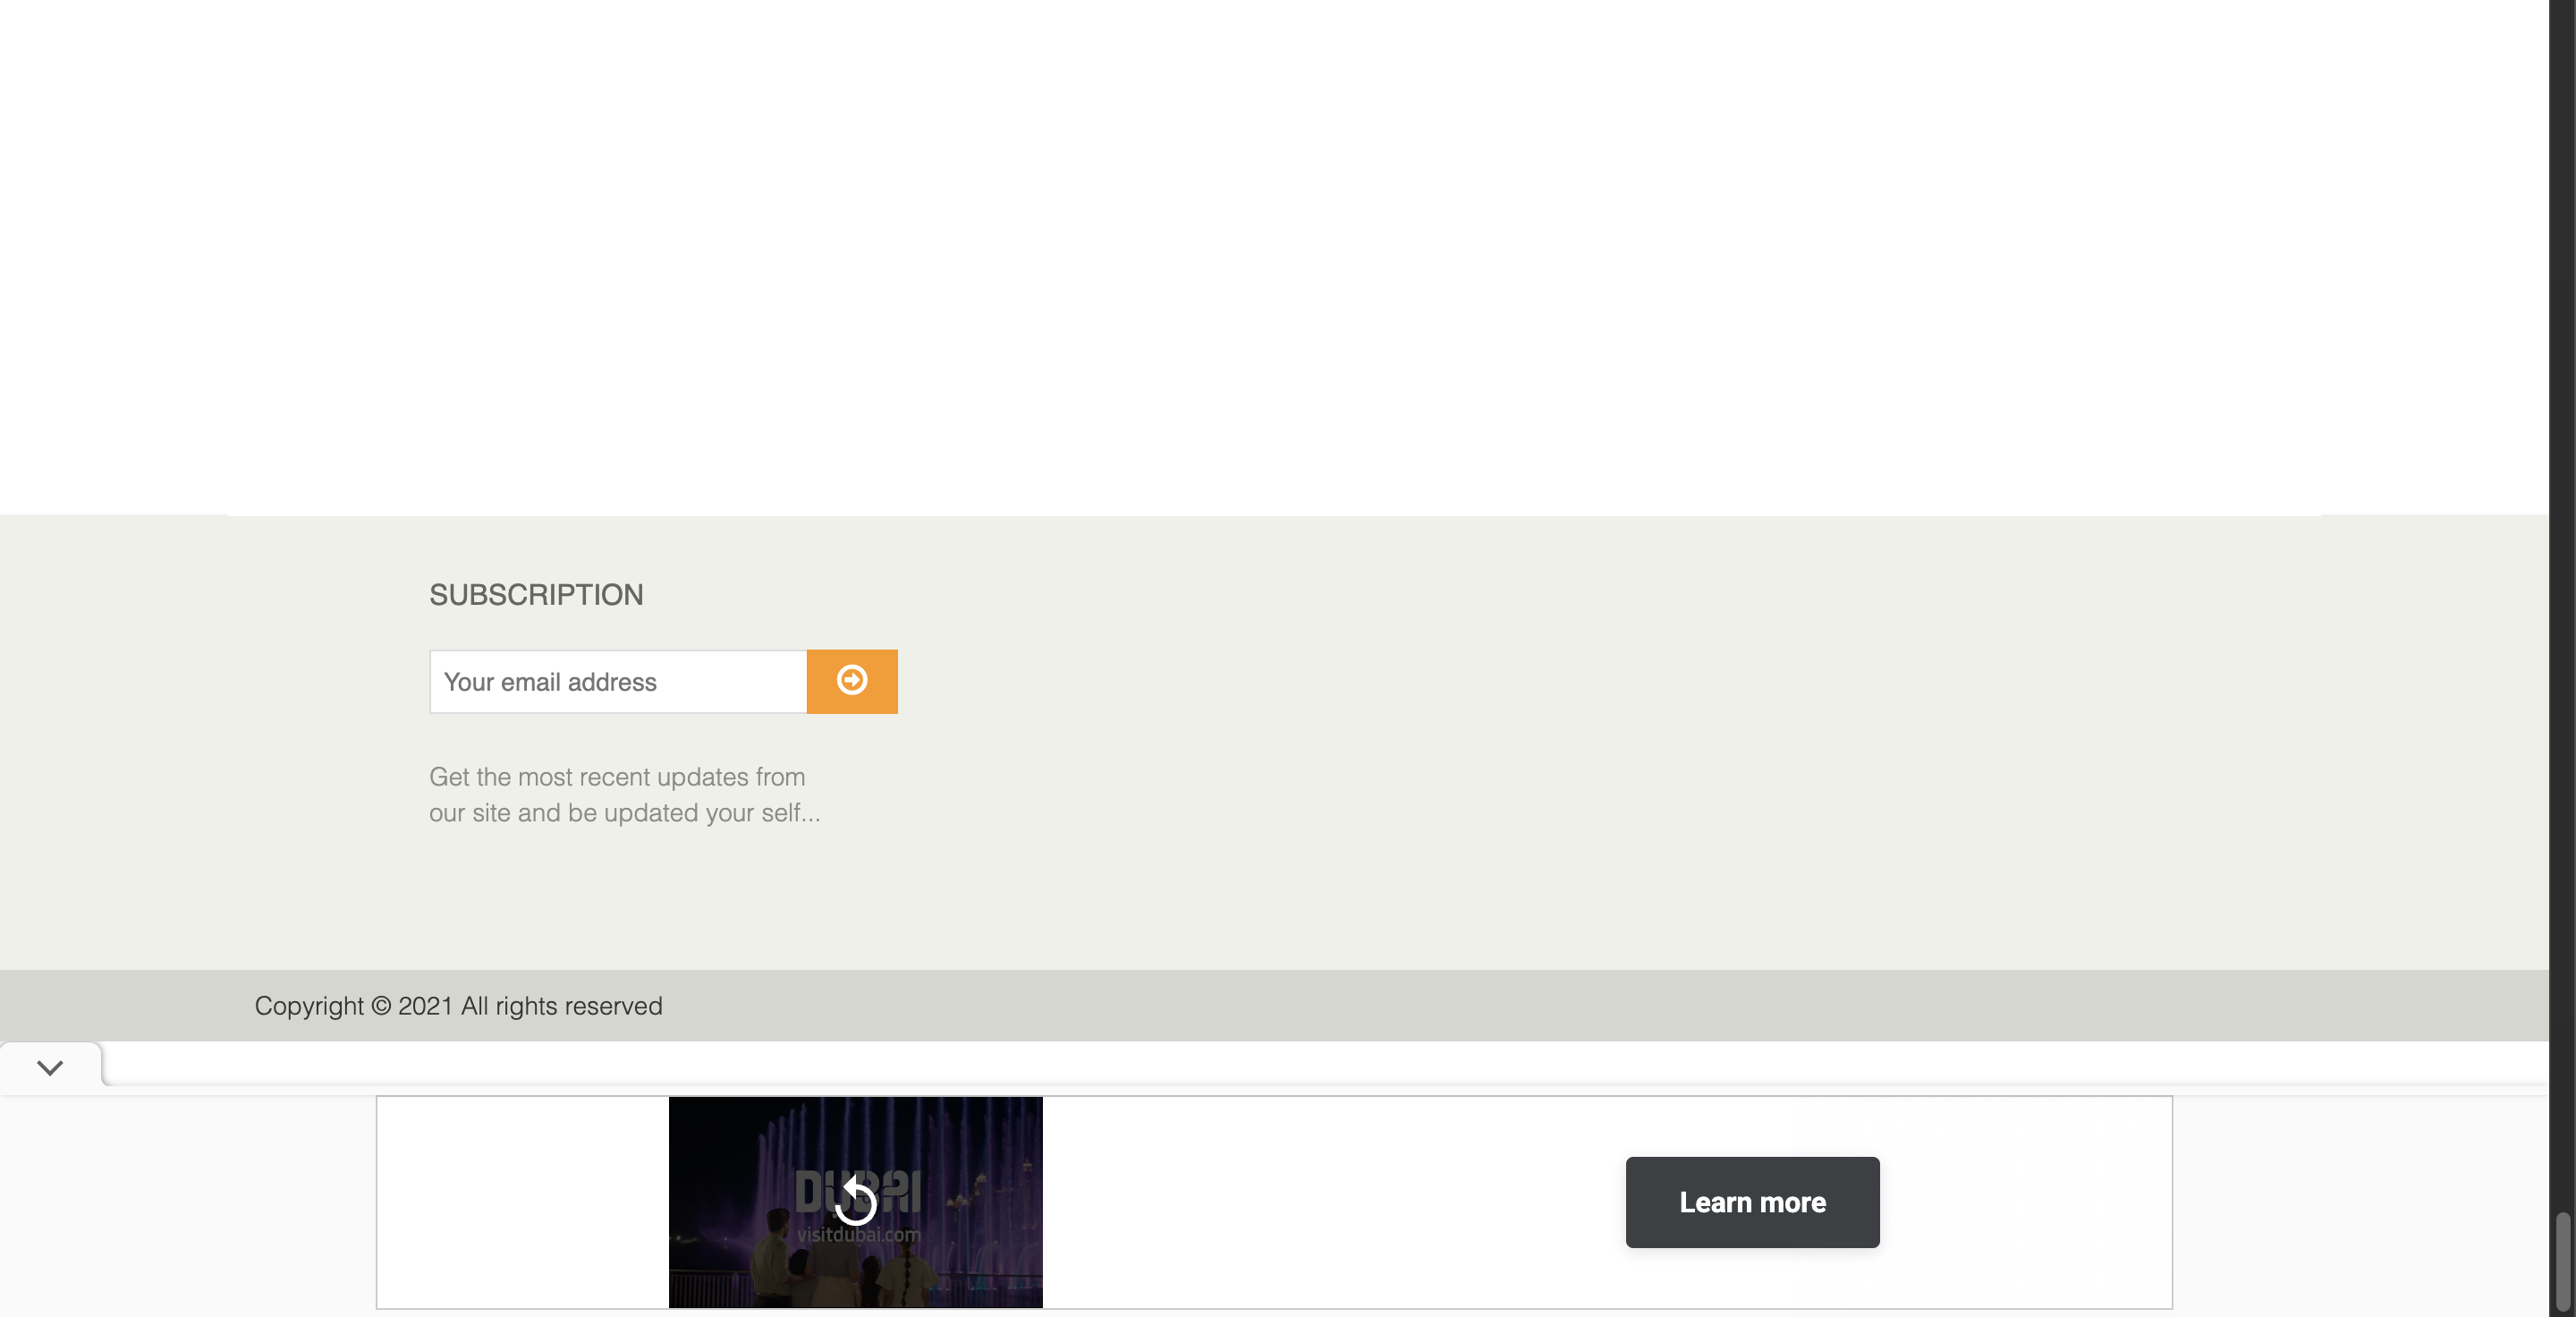 SUBSCRIPTION
Your email address
Get the most recent updates from
our site and be updated your self...
Copyright © 2021 All rights reserved
DUBAI
visitdubai.com
Learn more